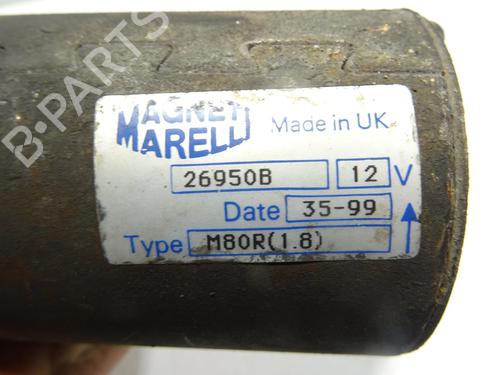 B-PARTS
MAGNETI
MARELLI
Made in UK
26950B 12 V
Date 35-99
Type M80R(1.8)